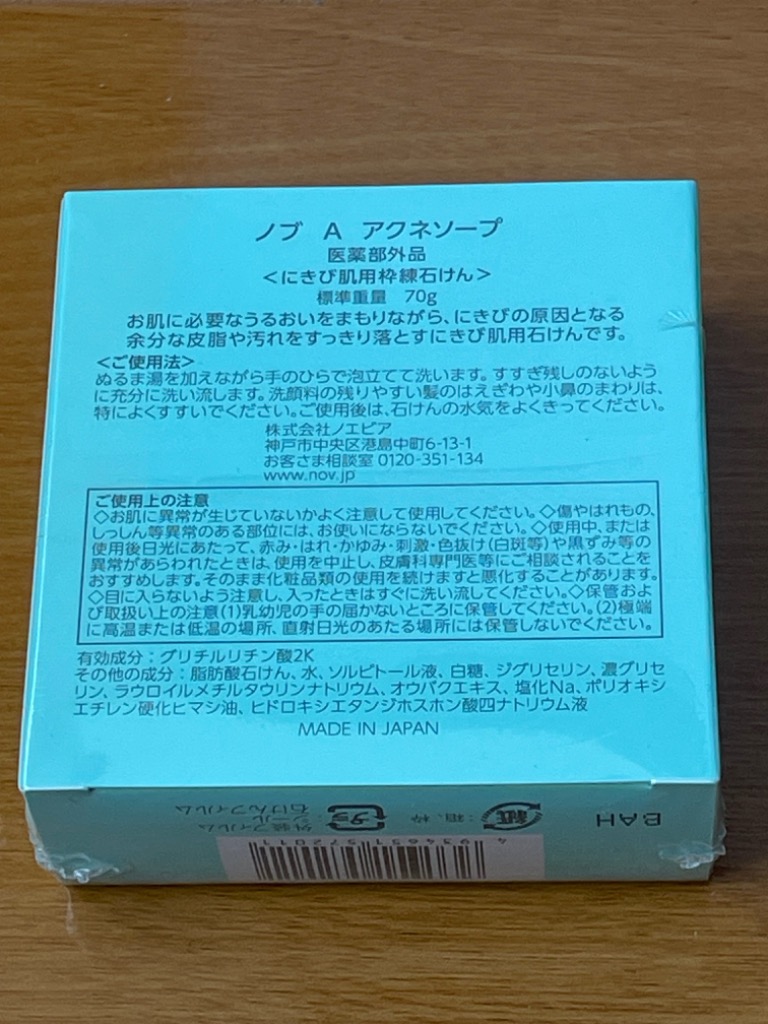 ノブ A アクネソープ
医薬部外品
<にきび肌用枠練石けん>
標準重量 70g
お肌に必要なうるおいをまもりながら、にきびの原因となる
余分な皮脂や汚れをすっきり落とすにきび肌用石けんです。
<ご使用法>
ぬるま湯を加えながら手のひらで泡立てて洗います。すすぎ残しのないよう
に充分に洗い流します。洗顔料の残りやすい髪のはえぎわや小鼻のまわりは、
特によくすすいでください。ご使用後は、石けんの水気をよくきってください。
株式会社ノエビア
神戸市中央区港島中町6-13-1
お客さま相談室 0120-351-134
www.nov.jp
ご使用上の注意
◇お肌に異常が生じていないかよく注意して使用してください。◇傷やはれもの、
しっしん等異常のある部位には、お使いにならないでください。◇使用中、または
使用後日光にあたって、赤み・はれ・かゆみ・刺激・色抜け(白斑等)や黒ずみ等の
異常があらわれたときは、使用を中止し、皮膚科専門医等にご相談されることを
おすすめします。そのまま化粧品類の使用を続けますと悪化することがあります。
◇目に入らないよう注意し、入ったときはすぐに洗い流してください。◇保管およ
び取扱い上の注意(1)乳幼児の手の届かないところに保管してください。(2)極端
に高温または低温の場所、直射日光のあたる場所には保管しないでください。
有効成分:グリチルリチン酸2K
その他の成分:脂肪酸石けん、水、ソルビトール液、白糖、ジグリセリン、濃グリセ
リン、ラウロイルメチルタウリンナトリウム、オウバクエキス、塩化Na、ポリオキシ
エチレン硬化ヒマシ油、ヒドロキシエタンジホスホン酸四ナトリウム液
MADE IN JAPAN
BAH
紙:箱、枠
プラ
外装フィルム
シール
石けんフィルム
4934651572011